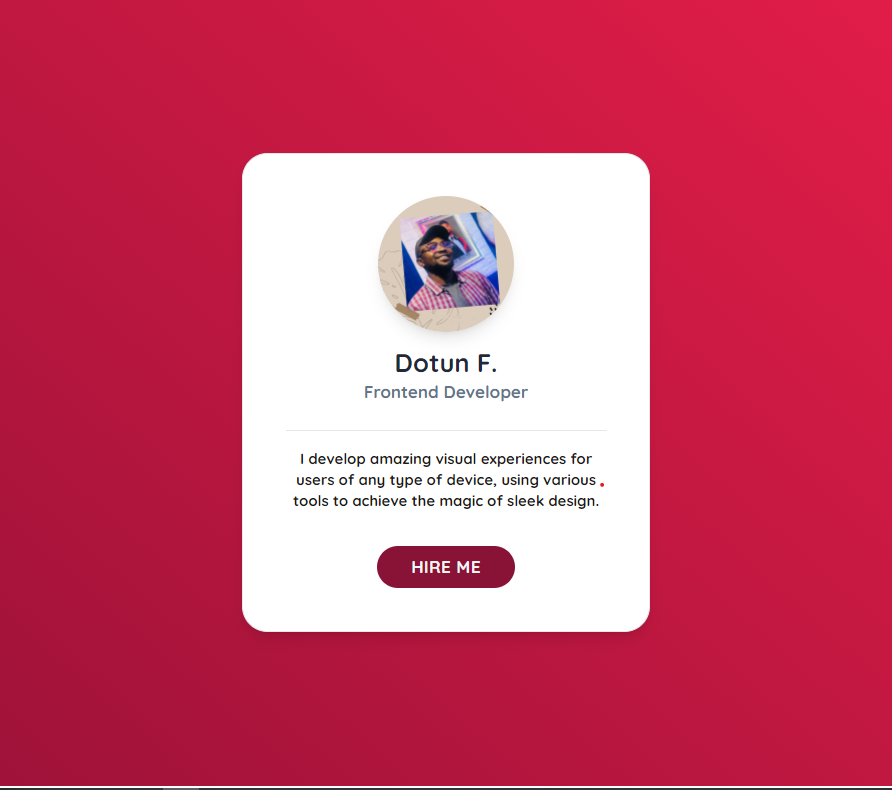 Dotun F.
Frontend Developer
I develop amazing visual experiences for
users of any type of device, using various
tools to achieve the magic of sleek design.
HIRE ME